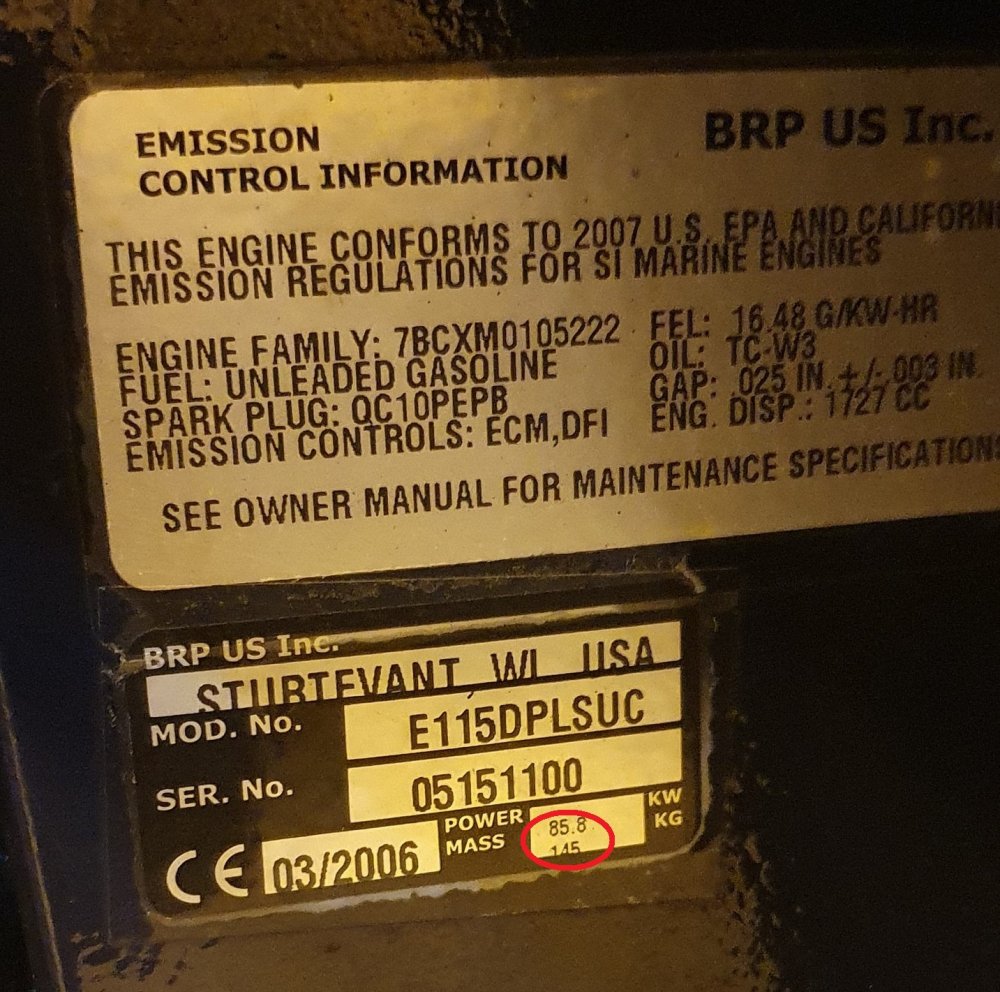 EMISSION
CONTROL INFORMATION
BRP US Inc.
THIS ENGINE CONFORMS TO 2007 U.S. EPA AND CALIFORN
EMISSION REGULATIONS FOR SI MARINE ENGINES
ENGINE FAMILY: 7BCXM0105222 FEL: 16.48 G/KW-HR
FUEL: UNLEADED GASOLINE OIL: TC-W3
SPARK PLUG: QC10PEPB GAP: .025 IN. +/-.003 IN.
EMISSION CONTROLS: ECM,DFI ENG. DISP.: 1727 CC
SEE OWNER MANUAL FOR MAINTENANCE SPECIFICATION
BRP US Inc.
STURTEVANT, WI USA
MOD. No. E115DPLSUC
SER. No. 05151100
CE 03/2006
POWER 85.8 KW
MASS 145 KG